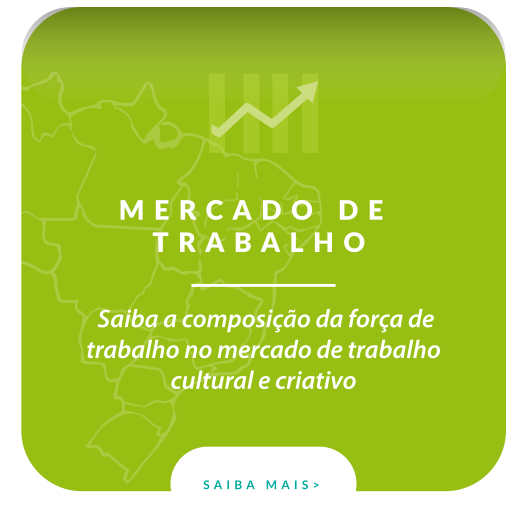 MERCADO DE
TRABALHO
Saiba a composição da força de
trabalho no mercado de trabalho
cultural e criativo
SAIBA MAIS>